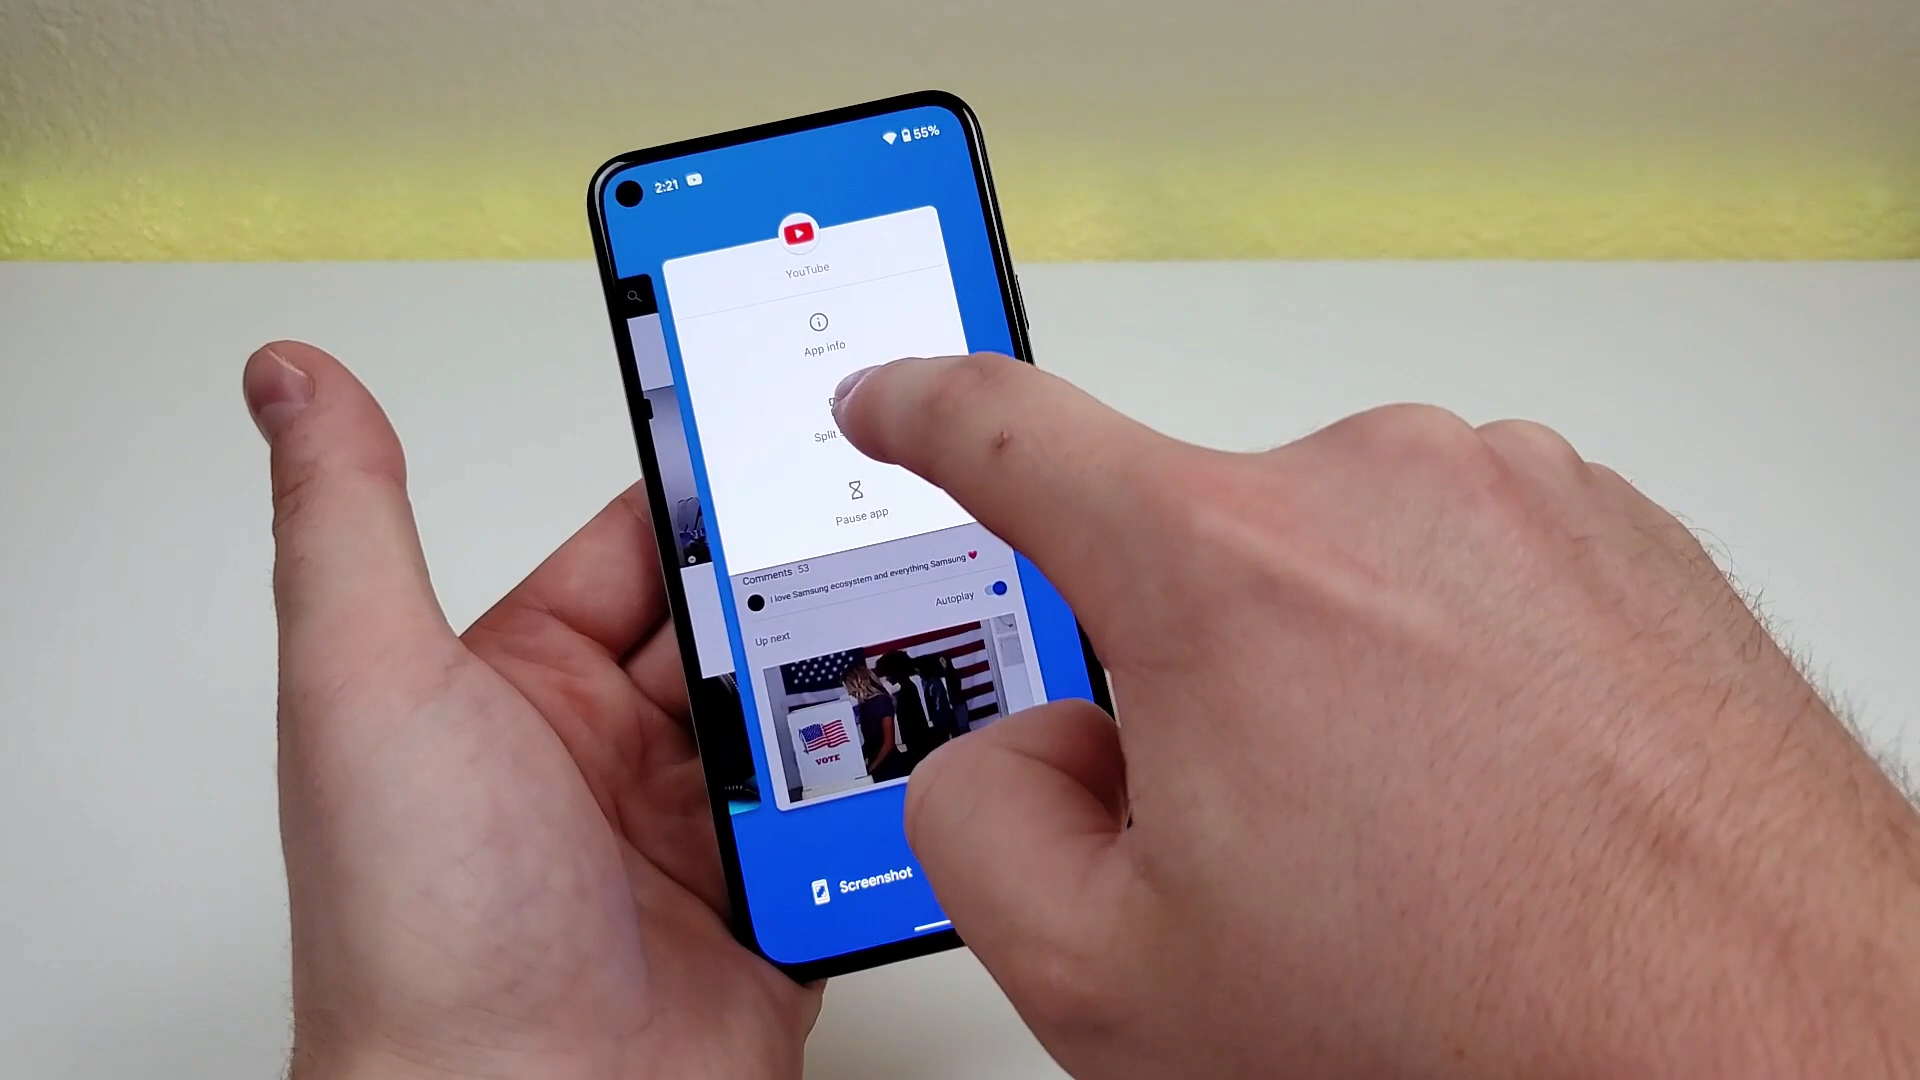 2:21
55%
YouTube
App info
Split
Pause app
Comments 53
I love Samsung ecosystem and everything Samsung ❤
Autoplay
Up next
VOTE
Screenshot